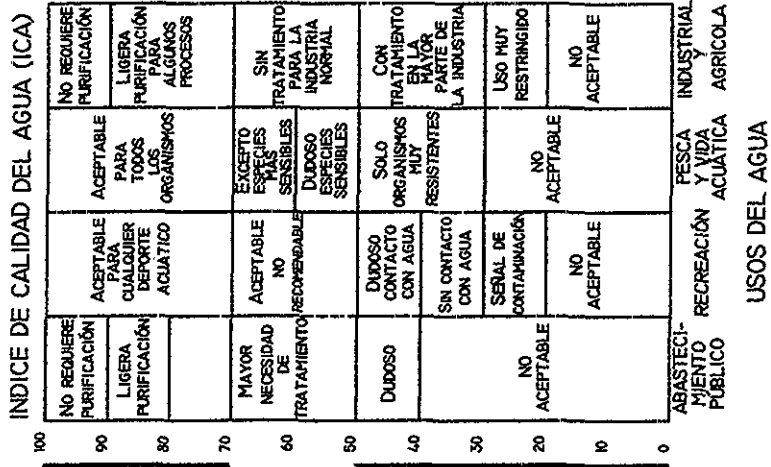 INDICE DE CALIDAD DEL AGUA (ICA)
100
90
80
70
60
50
40
30
20
10
0
NO REQUIERE
PURIFICACIÓN
LIGERA
PURIFICACIÓN
MAYOR
NECESIDAD
DE
TRATAMIENTO
DUDOSO
NO
ACEPTABLE
ABASTECI-
MIENTO
PUBLICO
ACEPTABLE
PARA
CUALQUIER
DEPORTE
ACUATICO
ACEPTABLE
NO
RECOMENDABLE
DUDOSO
CONTACTO
CON AGUA
SIN CONTACTO
CON AGUA
SEÑAL DE
CONTAMINACIÓN
NO
ACEPTABLE
RECREACIÓN
ACEPTABLE
PARA
TODOS
LOS
ORGANISMOS
EXCEPTO
ESPECIES
MAS
SENSIBLES
DUDOSO
ESPECIES
SENSIBLES
SOLO
ORGANISMOS
MUY
RESISTENTES
NO
ACEPTABLE
PESCA
Y VIDA
ACUÁTICA
NO REQUIERE
PURIFICACIÓN
LIGERA
PURIFICACIÓN
PARA
ALGUNOS
PROCESOS
SIN
TRATAMIENTO
PARA LA
INDUSTRIA
NORMAL
CON
TRATAMIENTO
EN LA
MAYOR
PARTE DE
LA INDUSTRIA
USO MUY
RESTRINGIDO
NO
ACEPTABLE
INDUSTRIAL
Y
AGRÍCOLA
USOS DEL AGUA